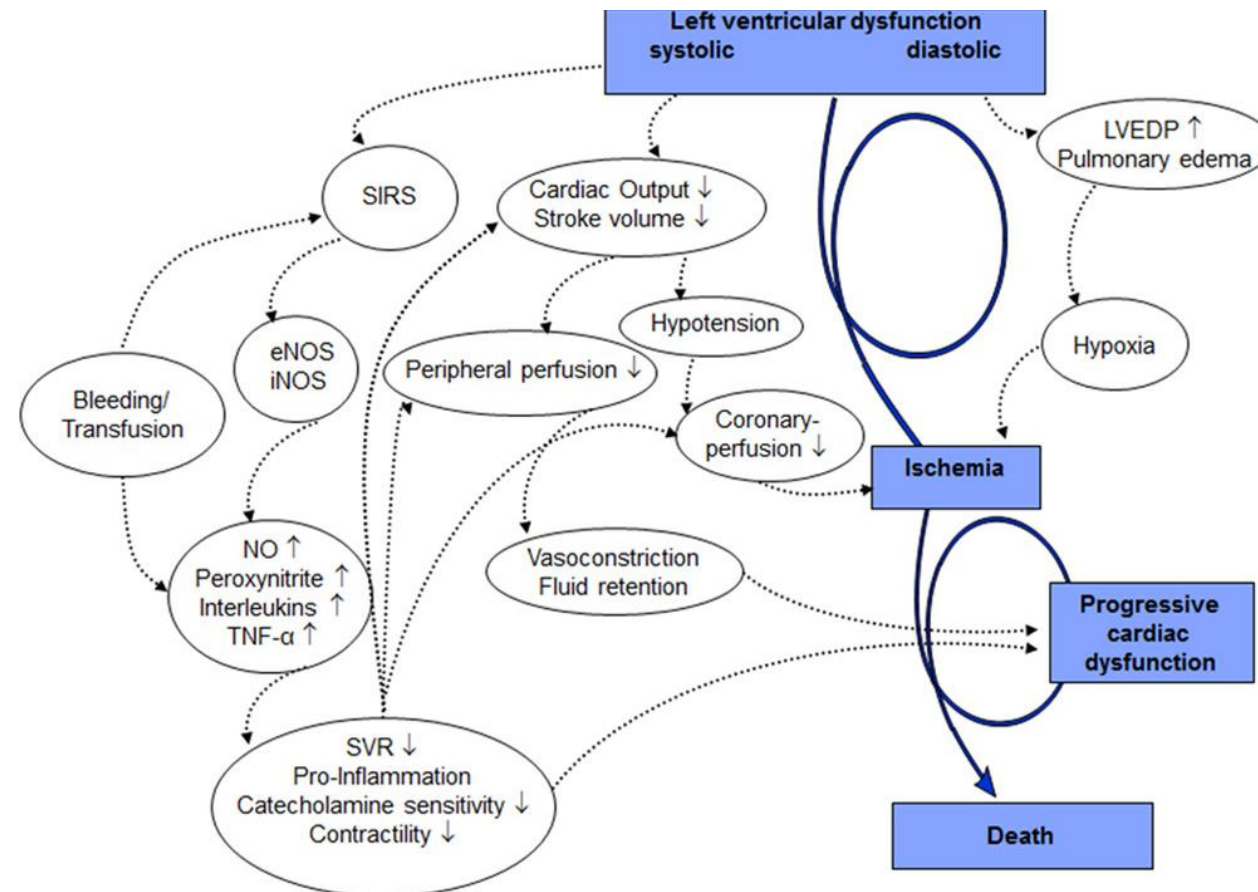 Left ventricular dysfunction
systolic diastolic
LVEDP ↑
Pulmonary edema
SIRS
Cardiac Output ↓
Stroke volume ↓
Hypotension
Hypoxia
eNOS
iNOS
Peripheral perfusion ↓
Bleeding/
Transfusion
Coronary-
perfusion ↓
Ischemia
NO ↑
Peroxynitrite ↑
Interleukins ↑
TNF-α ↑
Vasoconstriction
Fluid retention
Progressive
cardiac
dysfunction
SVR ↓
Pro-Inflammation
Catecholamine sensitivity ↓
Contractility ↓
Death